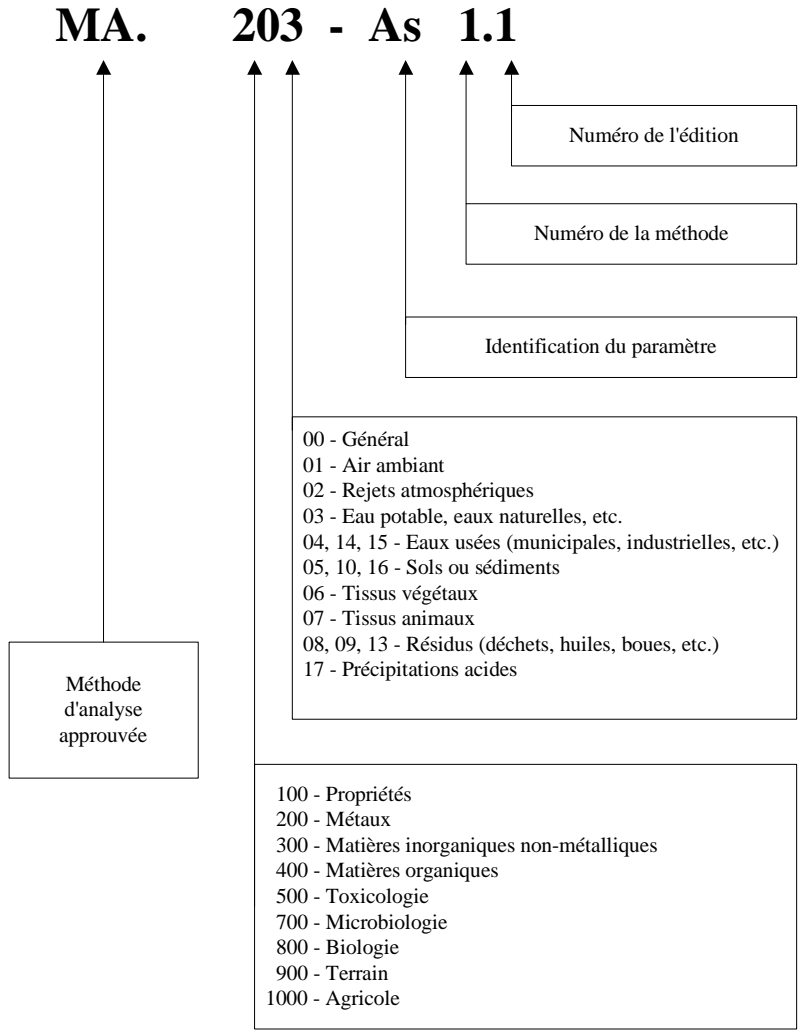 MA. 203 - As 1.1
Numéro de l'édition
Numéro de la méthode
Identification du paramètre
00 - Général
01 - Air ambiant
02 - Rejets atmosphériques
03 - Eau potable, eaux naturelles, etc.
04, 14, 15 - Eaux usées (municipales, industrielles, etc.)
05, 10, 16 - Sols ou sédiments
06 - Tissus végétaux
07 - Tissus animaux
08, 09, 13 - Résidus (déchets, huiles, boues, etc.)
17 - Précipitations acides
Méthode
d'analyse
approuvée
100 - Propriétés
200 - Métaux
300 - Matières inorganiques non-métalliques
400 - Matières organiques
500 - Toxicologie
700 - Microbiologie
800 - Biologie
900 - Terrain
1000 - Agricole